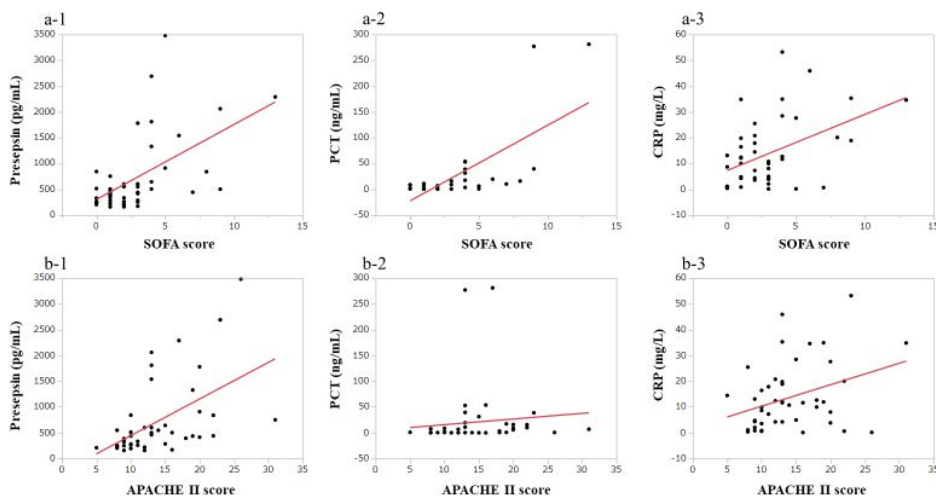 a-1
3500
3000
2500
2000
1500
1000
500
0
0 5 10 15
Presepsin (pg/mL)
SOFA score
a-2
300
250
200
150
100
50
0
-50
0 5 10 15
PCT (ng/mL)
SOFA score
a-3
60
50
40
30
20
10
0
-10
0 5 10 15
CRP (mg/L)
SOFA score
b-1
3500
3000
2500
2000
1500
1000
500
0
0 5 10 15 20 25 30 35
Presepsin (pg/mL)
APACHE II score
b-2
300
250
200
150
100
50
0
-50
0 5 10 15 20 25 30 35
PCT (ng/mL)
APACHE II score
b-3
60
50
40
30
20
10
0
-10
0 5 10 15 20 25 30 35
CRP (mg/L)
APACHE II score